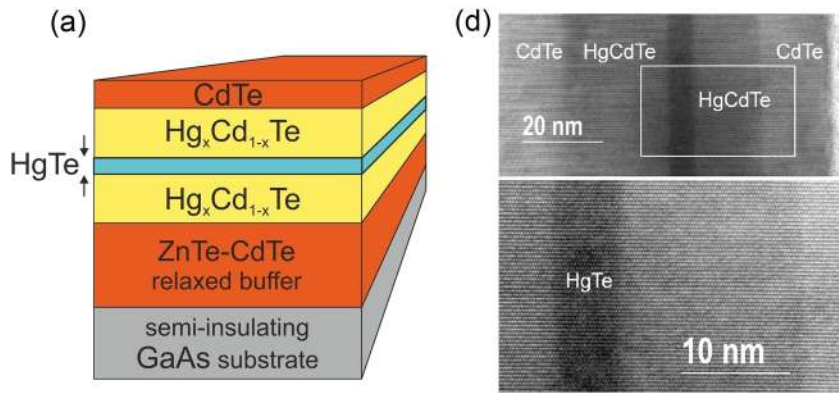 (a)
CdTe
HgₓCd₁₋ₓTe
HgTe
HgₓCd₁₋ₓTe
ZnTe-CdTe
relaxed buffer
semi-insulating
GaAs substrate
(d)
CdTe HgCdTe CdTe
HgCdTe
20 nm
HgTe
10 nm